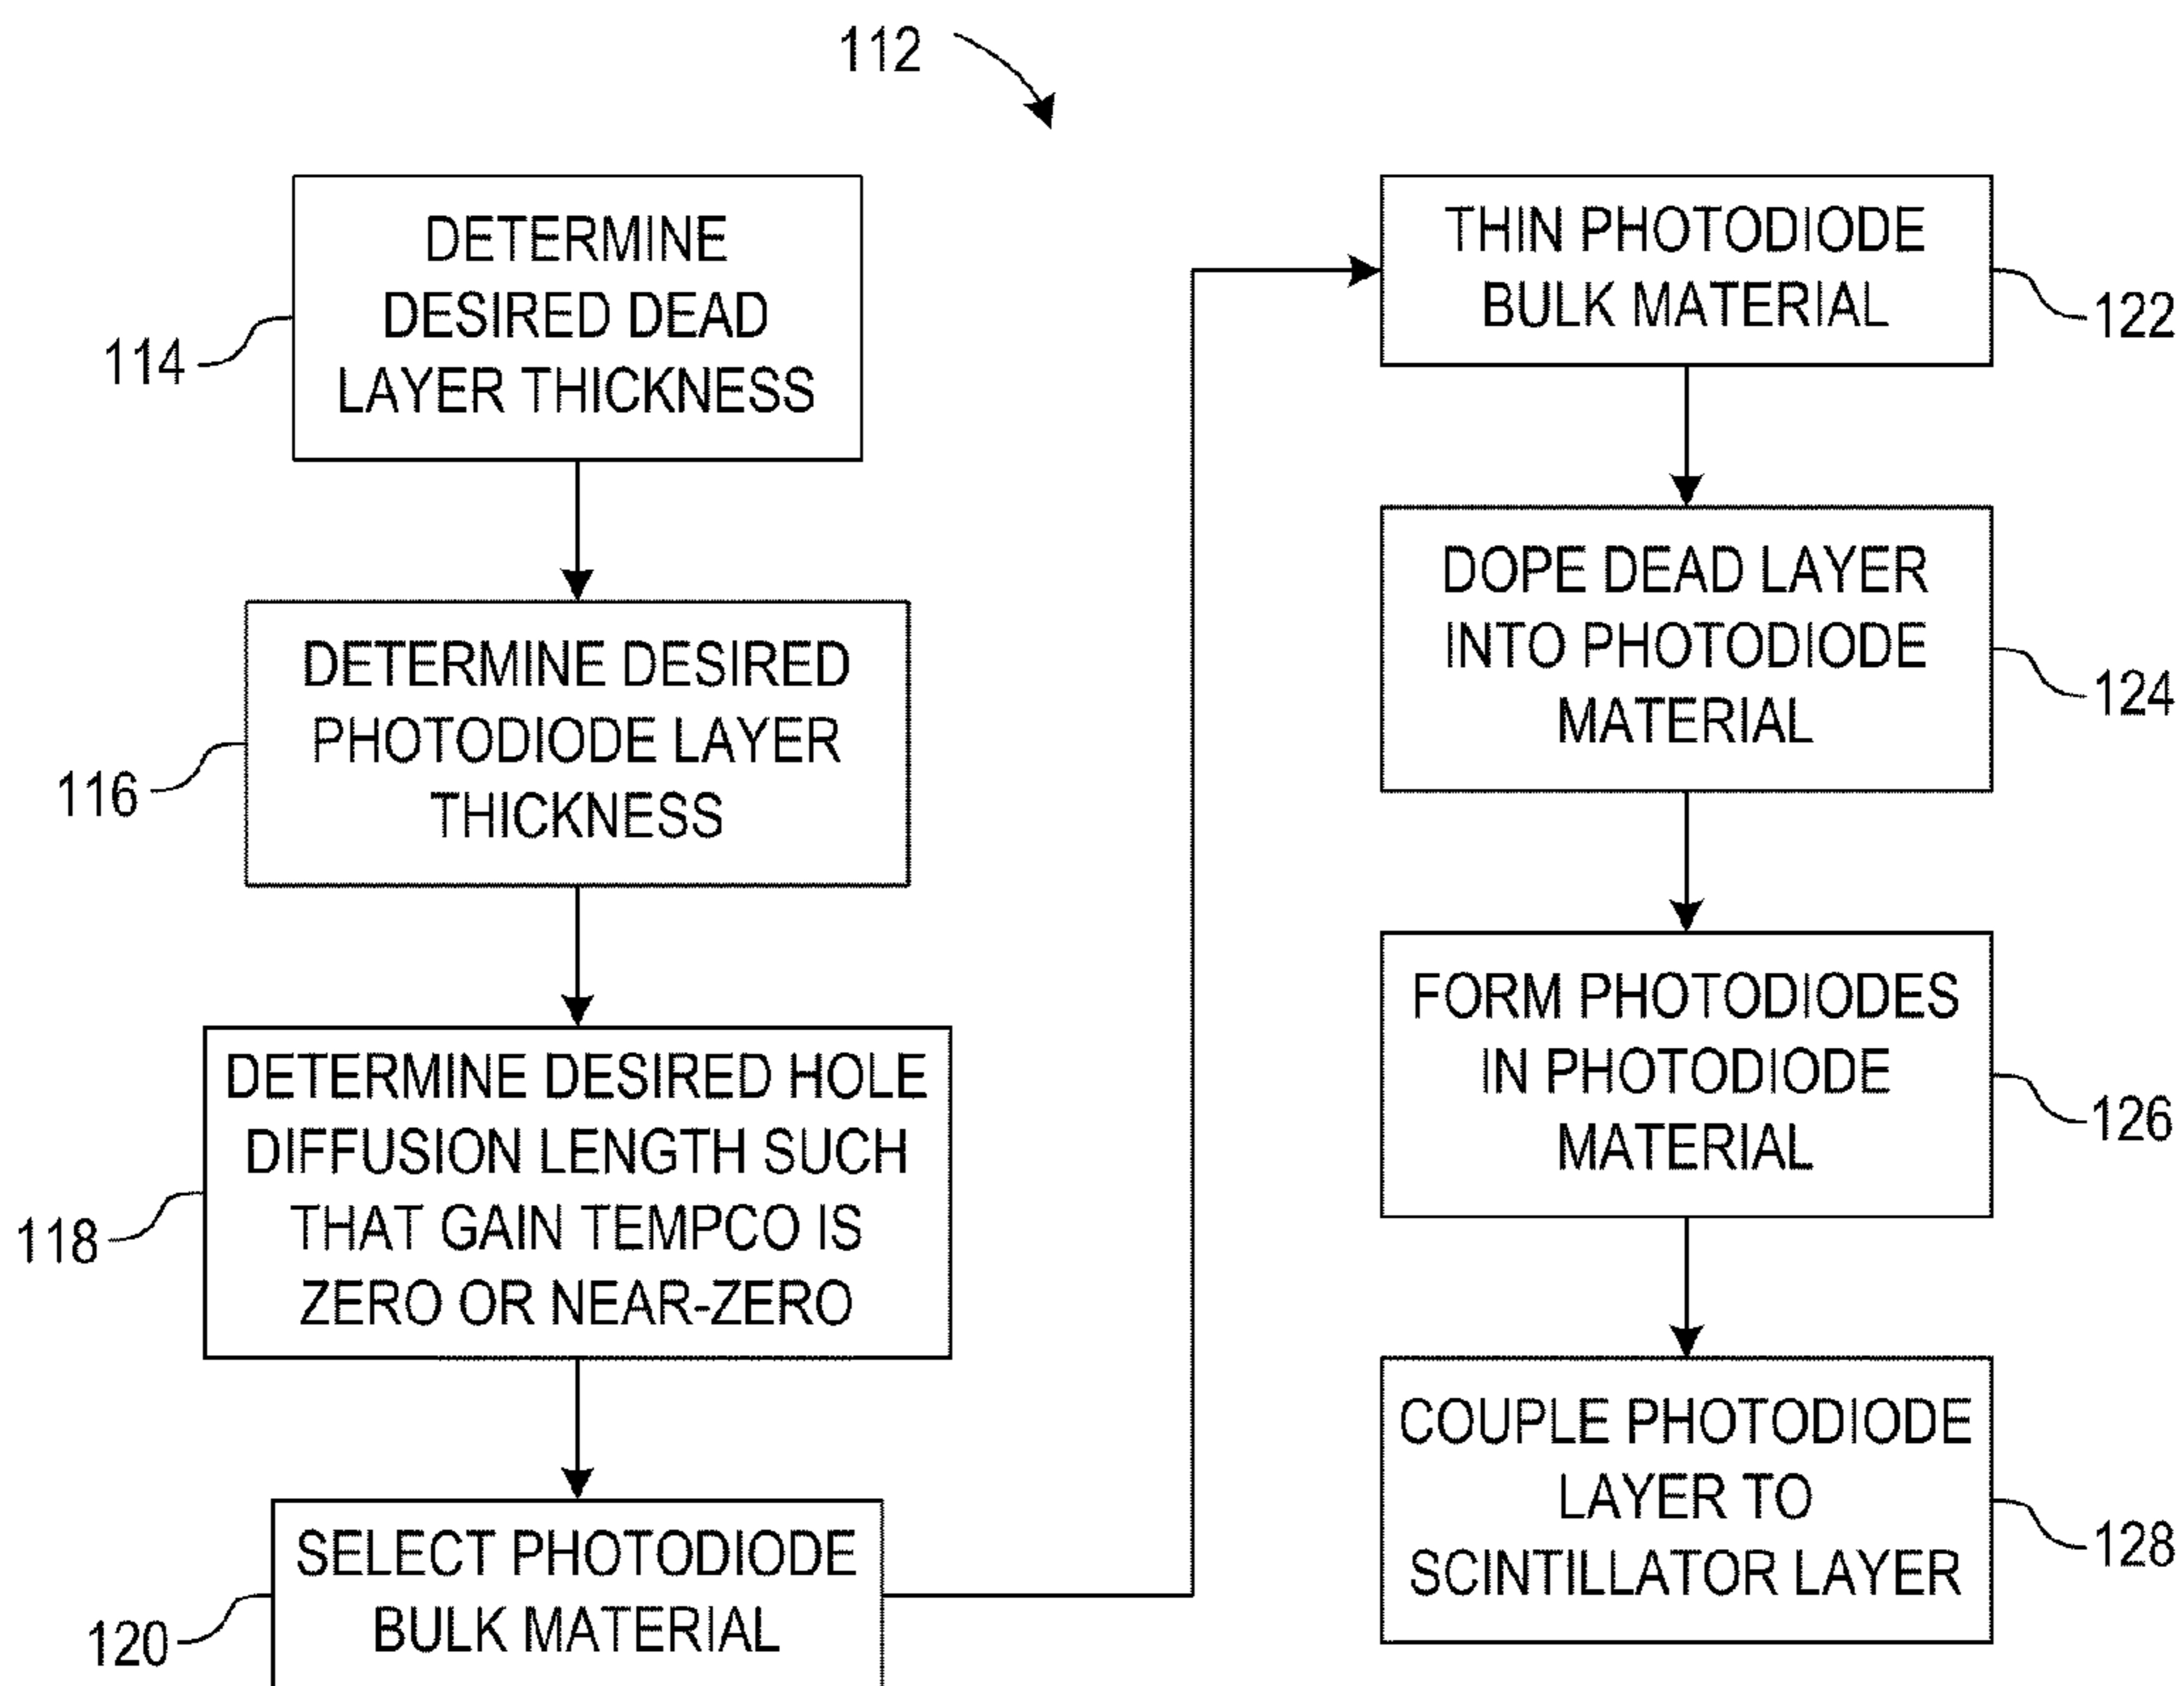 112
DETERMINE
DESIRED DEAD
LAYER THICKNESS
114
DETERMINE DESIRED
PHOTODIODE LAYER
THICKNESS
116
DETERMINE DESIRED HOLE
DIFFUSION LENGTH SUCH
THAT GAIN TEMPCO IS
ZERO OR NEAR-ZERO
118
SELECT PHOTODIODE
BULK MATERIAL
120
THIN PHOTODIODE
BULK MATERIAL
122
DOPE DEAD LAYER
INTO PHOTODIODE
MATERIAL
124
FORM PHOTODIODES
IN PHOTODIODE
MATERIAL
126
COUPLE PHOTODIODE
LAYER TO
SCINTILLATOR LAYER
128